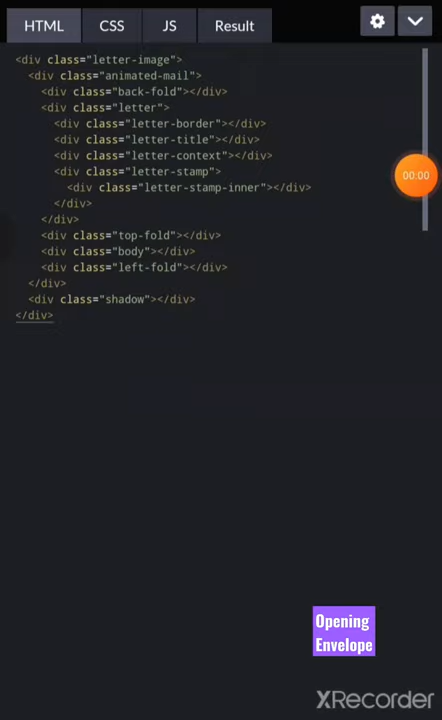 HTML CSS JS Result
<div class="letter-image">
<div class="animated-mail">
<div class="back-fold"></div>
<div class="letter">
<div class="letter-border"></div>
<div class="letter-title"></div>
<div class="letter-context"></div>
<div class="letter-stamp">
<div class="letter-stamp-inner"></div>
</div>
</div>
<div class="top-fold"></div>
<div class="body"></div>
<div class="left-fold"></div>
</div>
<div class="shadow"></div>
</div>
00:00
Opening
Envelope
XRecorder